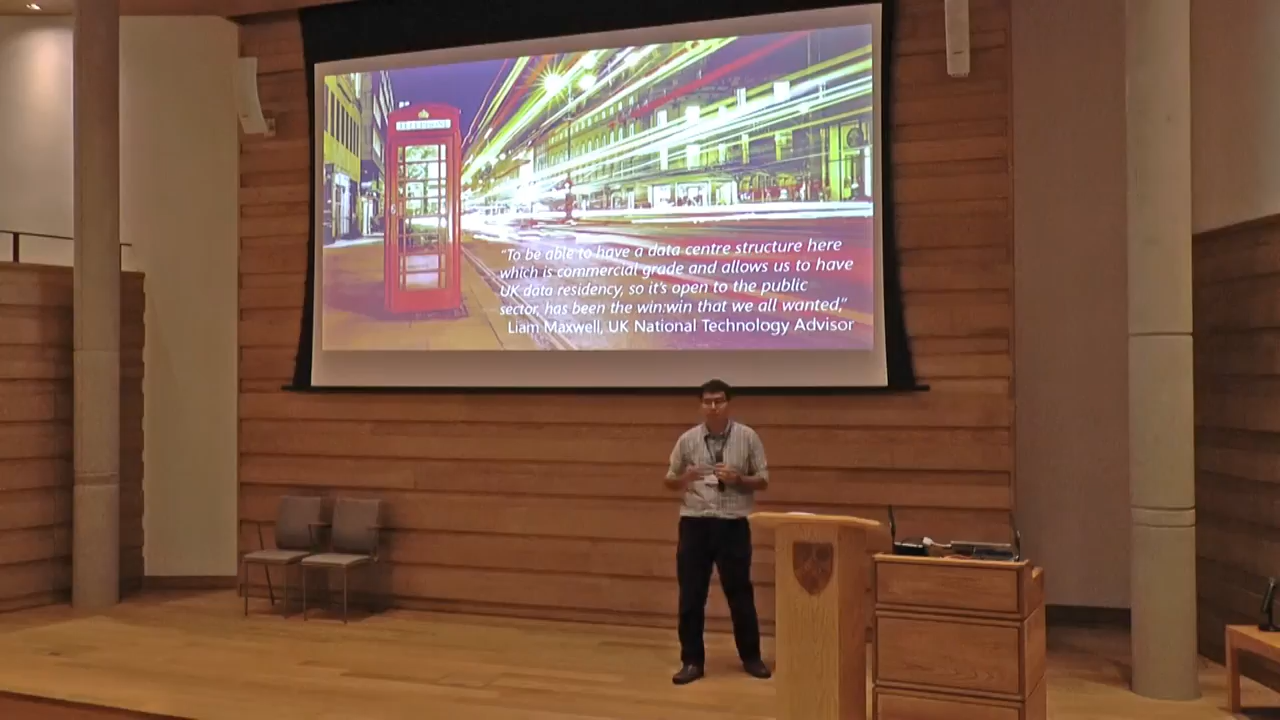 TELEPHONE
“To be able to have a data centre structure here
which is commercial grade and allows us to have
UK data residency, so it’s open to the public
sector, has been the win:win that we all wanted,”
Liam Maxwell, UK National Technology Advisor